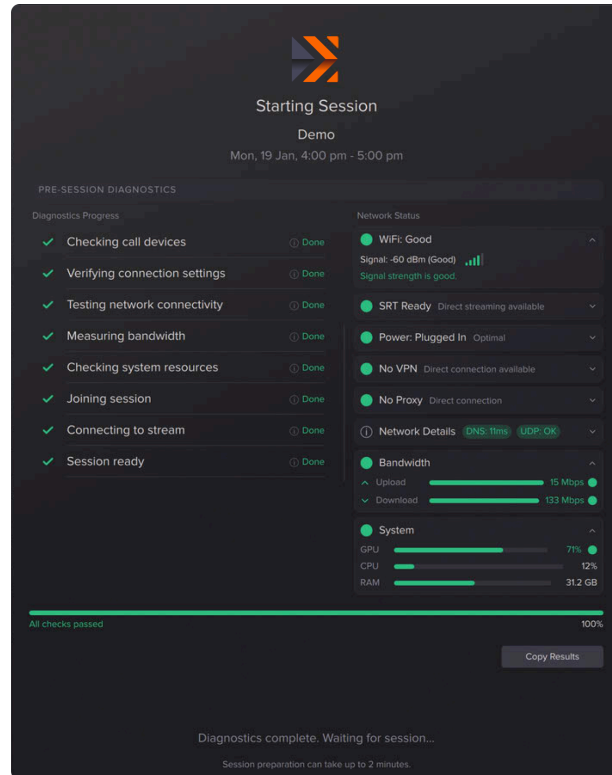 Starting Session
Demo
Mon, 19 Jan, 4:00 pm - 5:00 pm
PRE-SESSION DIAGNOSTICS
Diagnostics Progress
Checking call devices Done
Verifying connection settings Done
Testing network connectivity Done
Measuring bandwidth Done
Checking system resources Done
Joining session Done
Connecting to stream Done
Session ready Done
Network Status
WiFi: Good
Signal: -60 dBm (Good)
Signal strength is good.
SRT Ready Direct streaming available
Power: Plugged In Optimal
No VPN Direct connection available
No Proxy Direct connection
Network Details DNS: 11ms UDP: OK
Bandwidth
Upload 15 Mbps
Download 133 Mbps
System
GPU 71%
CPU 12%
RAM 31.2 GB
All checks passed 100%
Copy Results
Diagnostics complete. Waiting for session...
Session preparation can take up to 2 minutes.